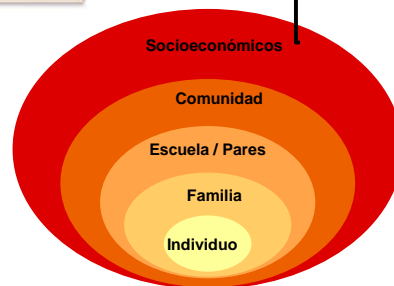 Socioeconómicos
Comunidad
Escuela / Pares
Familia
Individuo